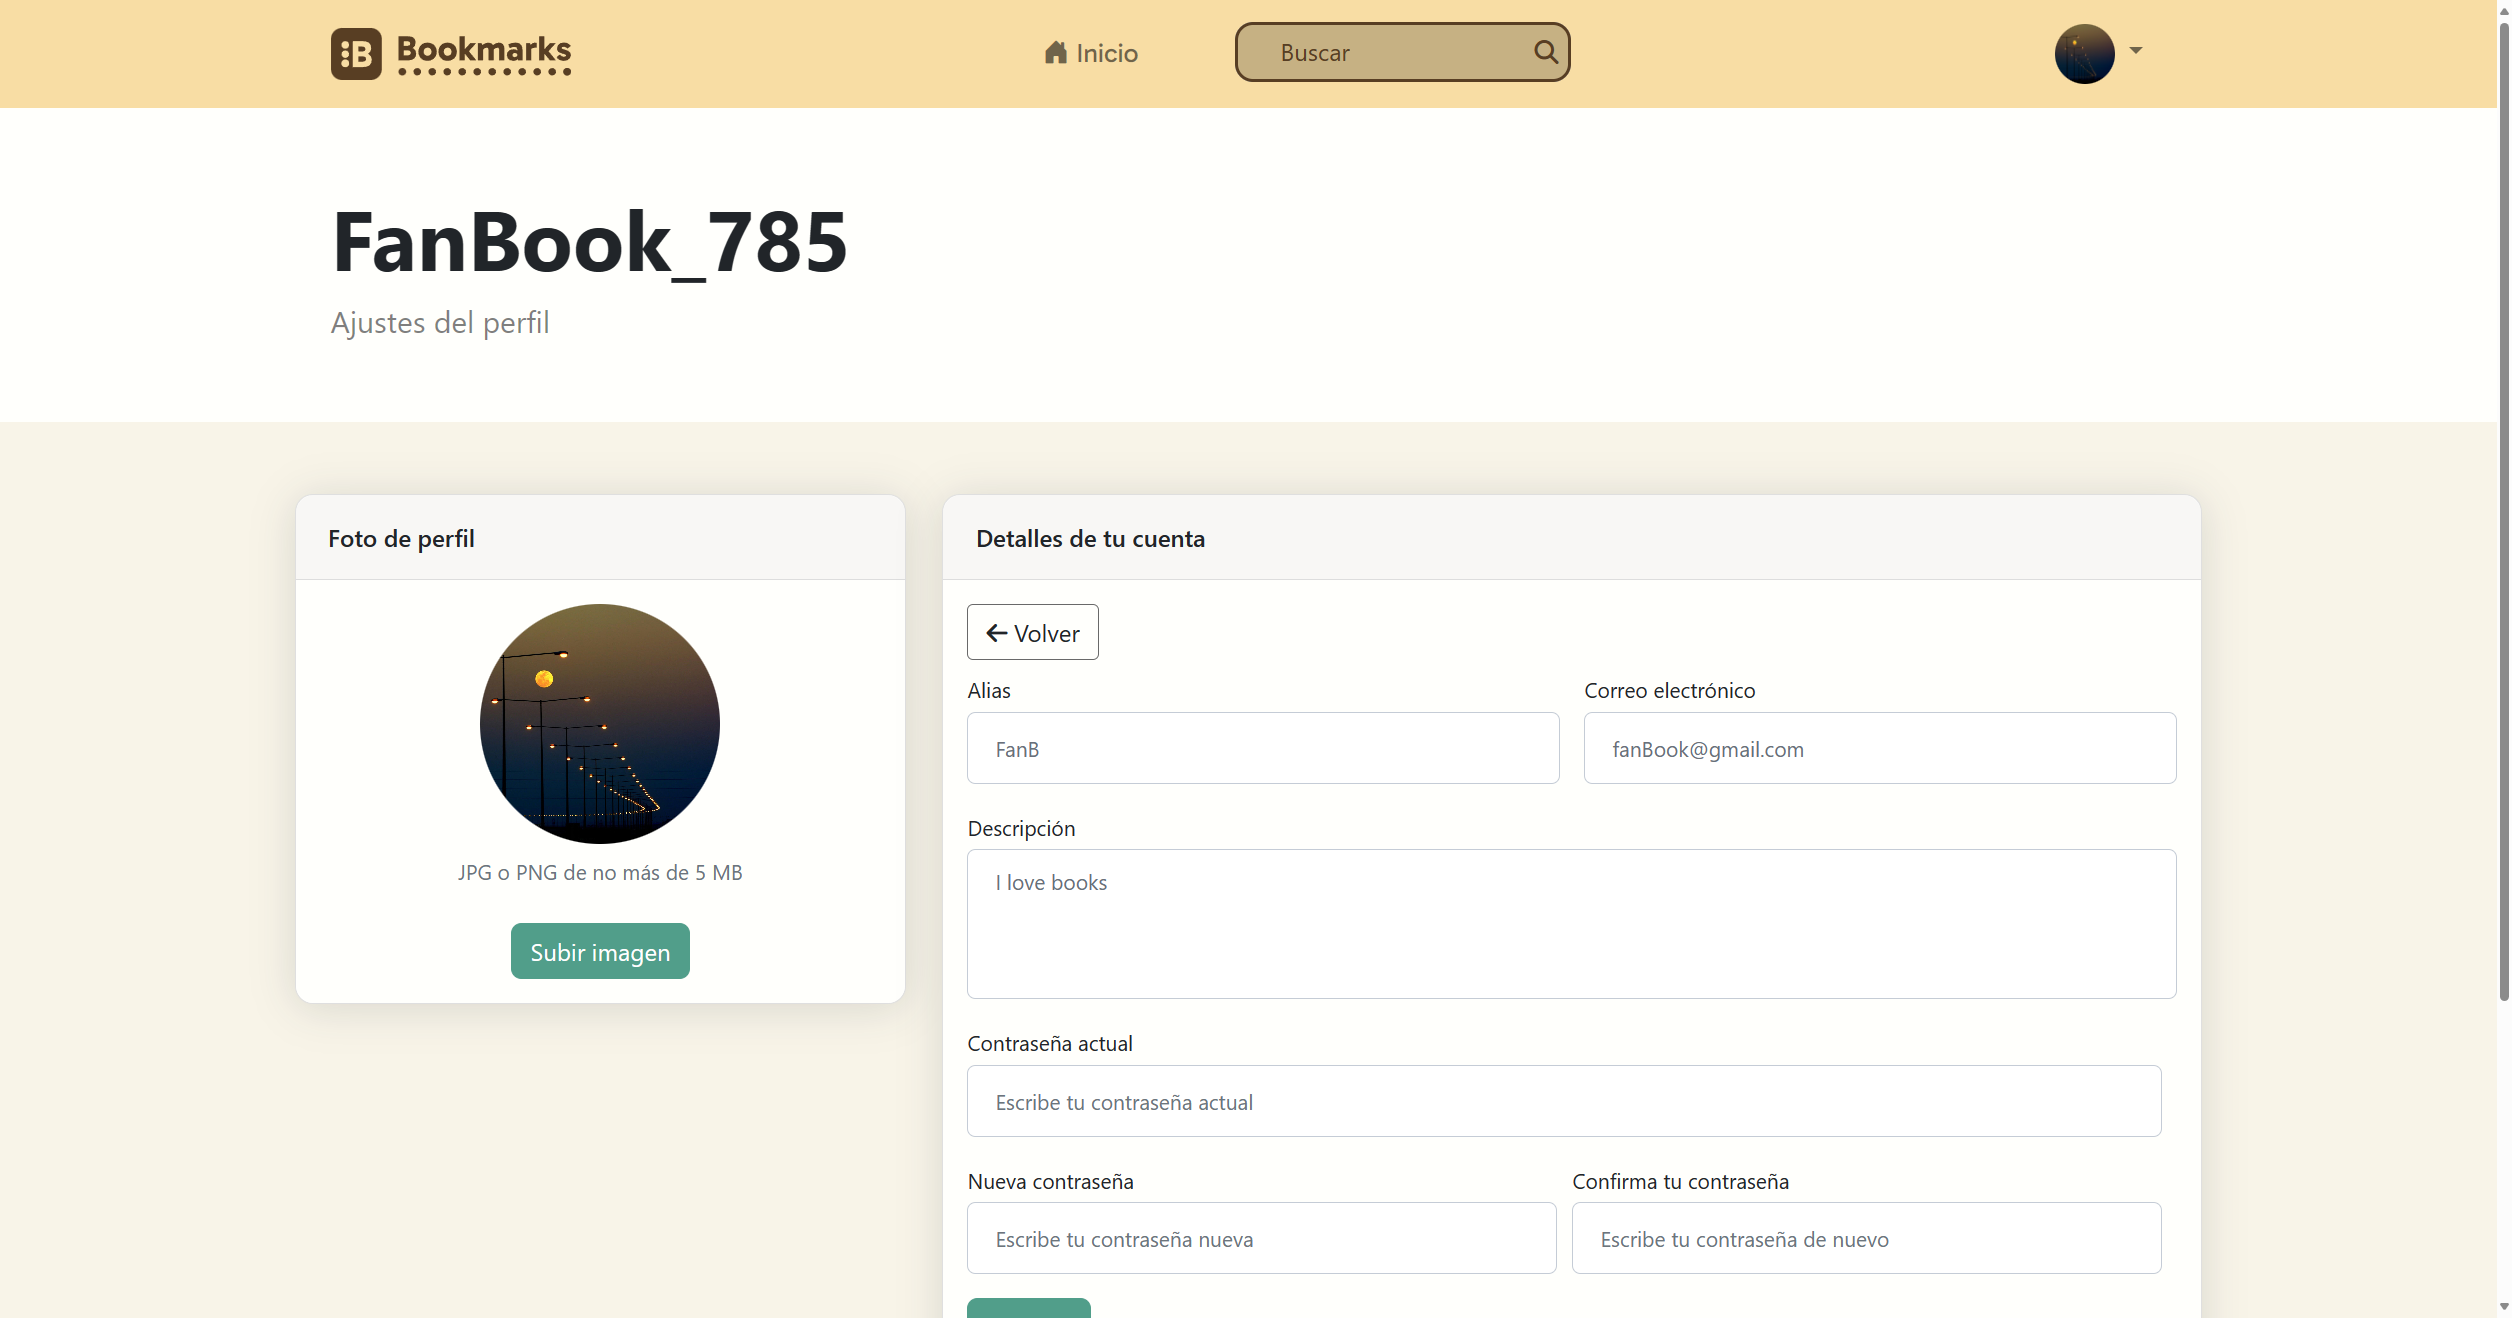 B Bookmarks
Inicio
Buscar
FanBook_785
Ajustes del perfil
Foto de perfil
JPG o PNG de no más de 5 MB
Subir imagen
Detalles de tu cuenta
Volver
Alias
FanB
Correo electrónico
fanBook@gmail.com
Descripción
I love books
Contraseña actual
Escribe tu contraseña actual
Nueva contraseña
Escribe tu contraseña nueva
Confirma tu contraseña
Escribe tu contraseña de nuevo